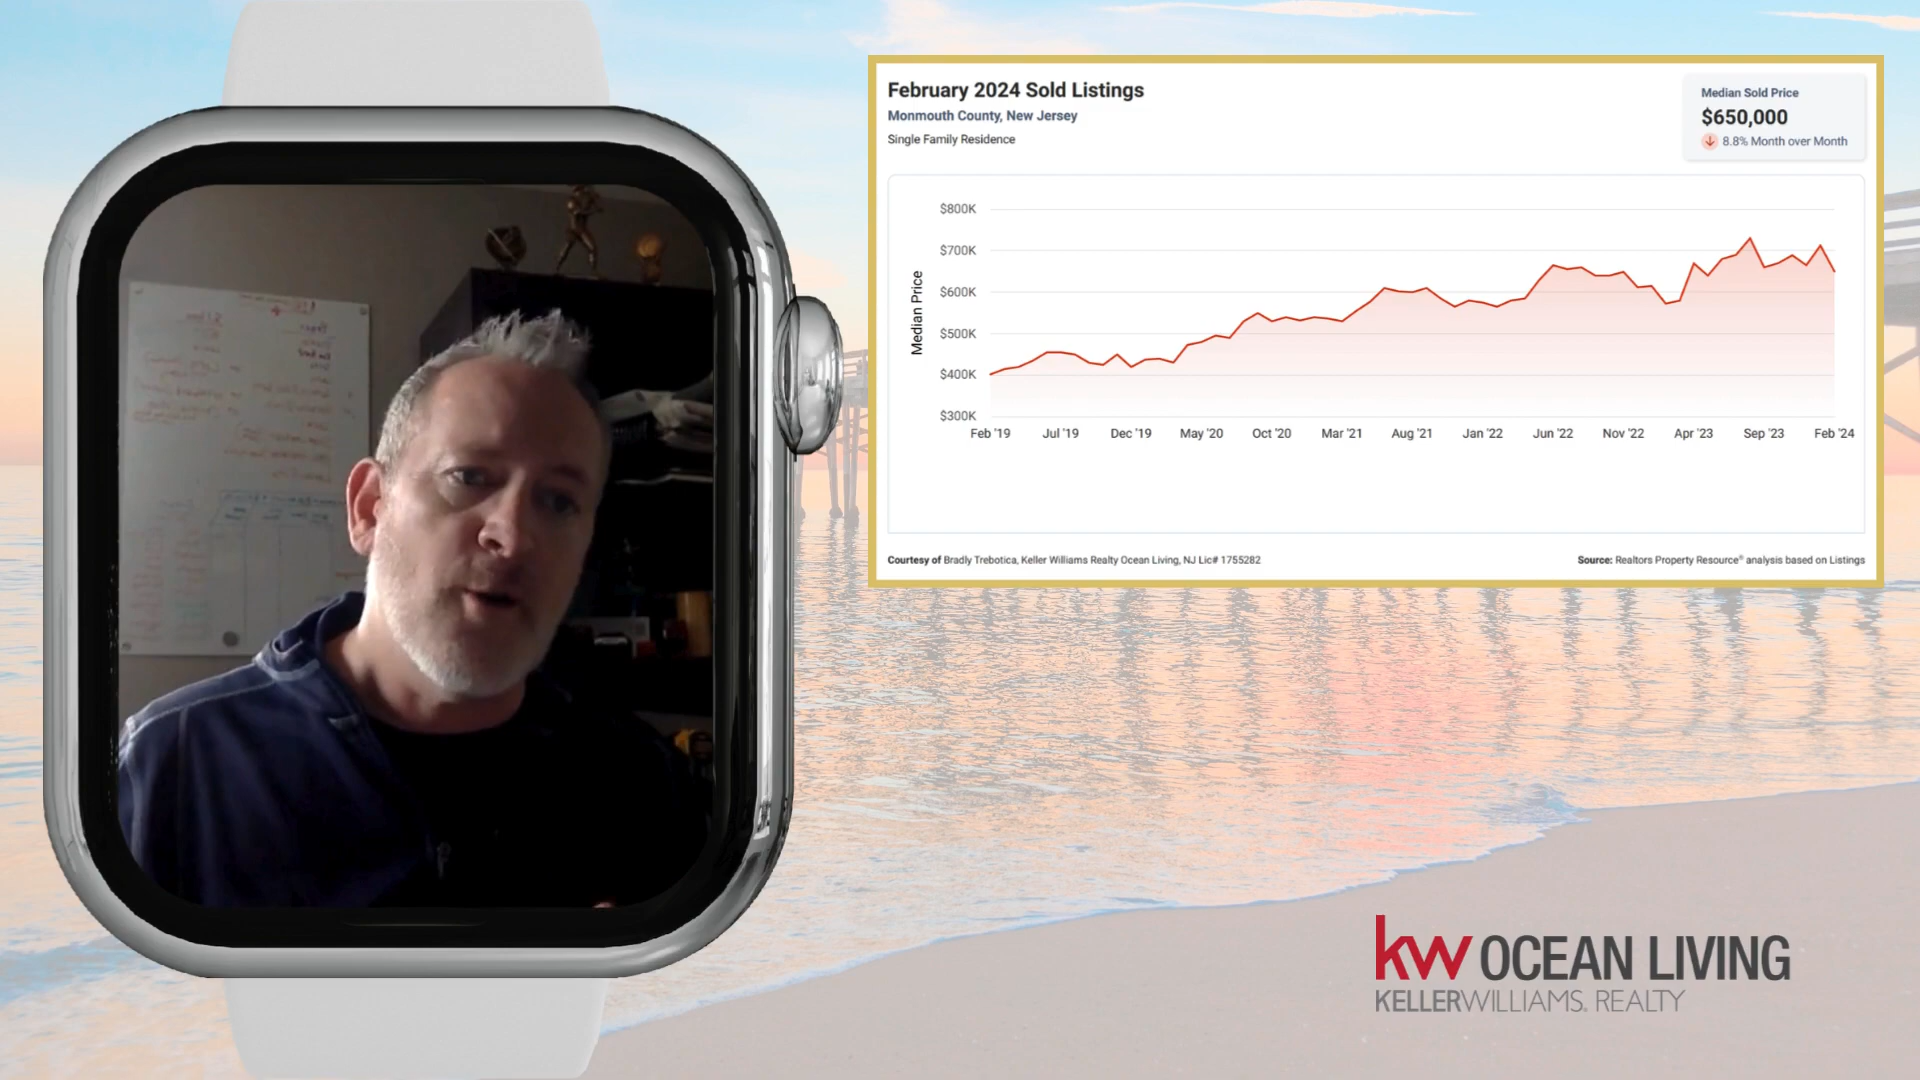 February 2024 Sold Listings
Monmouth County, New Jersey
Single Family Residence
Median Sold Price
$650,000
8.8% Month over Month
Median Price
$800K
$700K
$600K
$500K
$400K
$300K
Feb '19 Jul '19 Dec '19 May '20 Oct '20 Mar '21 Aug '21 Jan '22 Jun '22 Nov '22 Apr '23 Sep '23 Feb '24
Courtesy of Bradly Trebotica, Keller Williams Realty Ocean Living, NJ Lic# 1755282
Source: Realtors Property Resource® analysis based on Listings
kw OCEAN LIVING
KELLERWILLIAMS. REALTY